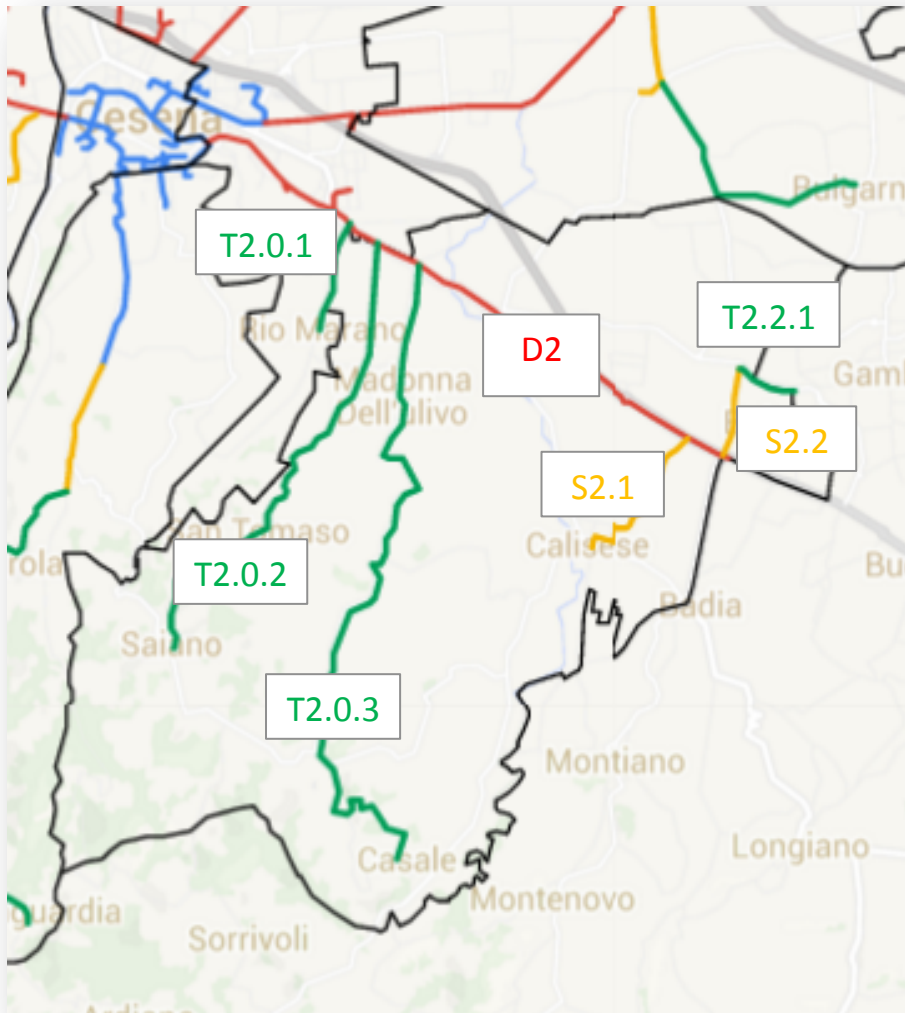 Cesena
Bulgarn
T2.0.1
T2.2.1
Rio Marano
D2
Gaml
Madonna
Dell'ulivo
S2.2
S2.1
San Tomaso
Calisese
rola
Bu
T2.0.2
Badia
Saiano
T2.0.3
Montiano
Longiano
Casale
Montenovo
guardia
Sorrivoli